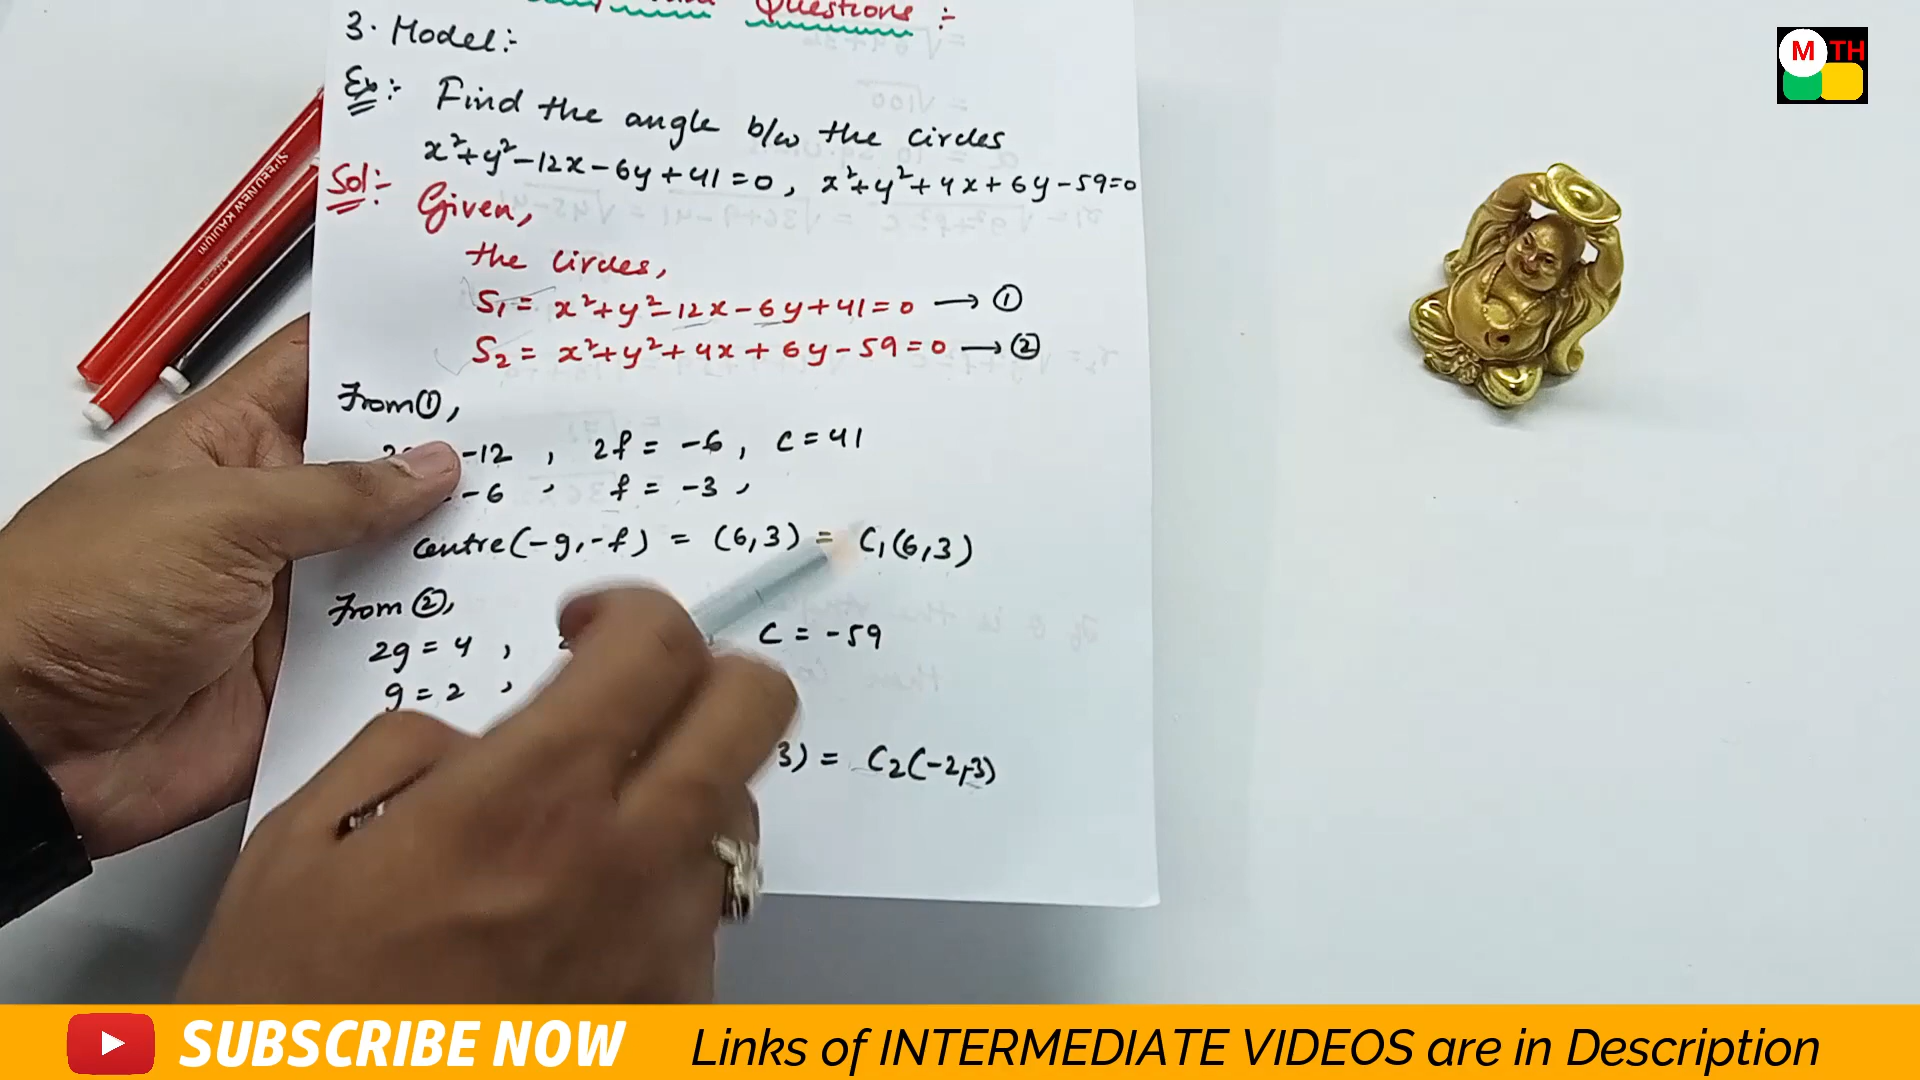 Questions :-
3. Model:-
Ex:- Find the angle b/w the circles
x²+y²-12x-6y+41=0, x²+y²+4x+6y-59=0
Sol:- Given,
the circles,
S₁ = x²+y²-12x-6y+41=0 → ①
S₂ = x²+y²+4x+6y-59=0 → ②
From ①,
-12, 2f = -6, c = 41
-6, f = -3,
centre(-g,-f) = (6,3) = C₁(6,3)
From ②,
2g = 4, c = -59
g = 2,
3) = C₂(-2,-3)
M TH
SUBSCRIBE NOW Links of INTERMEDIATE VIDEOS are in Description